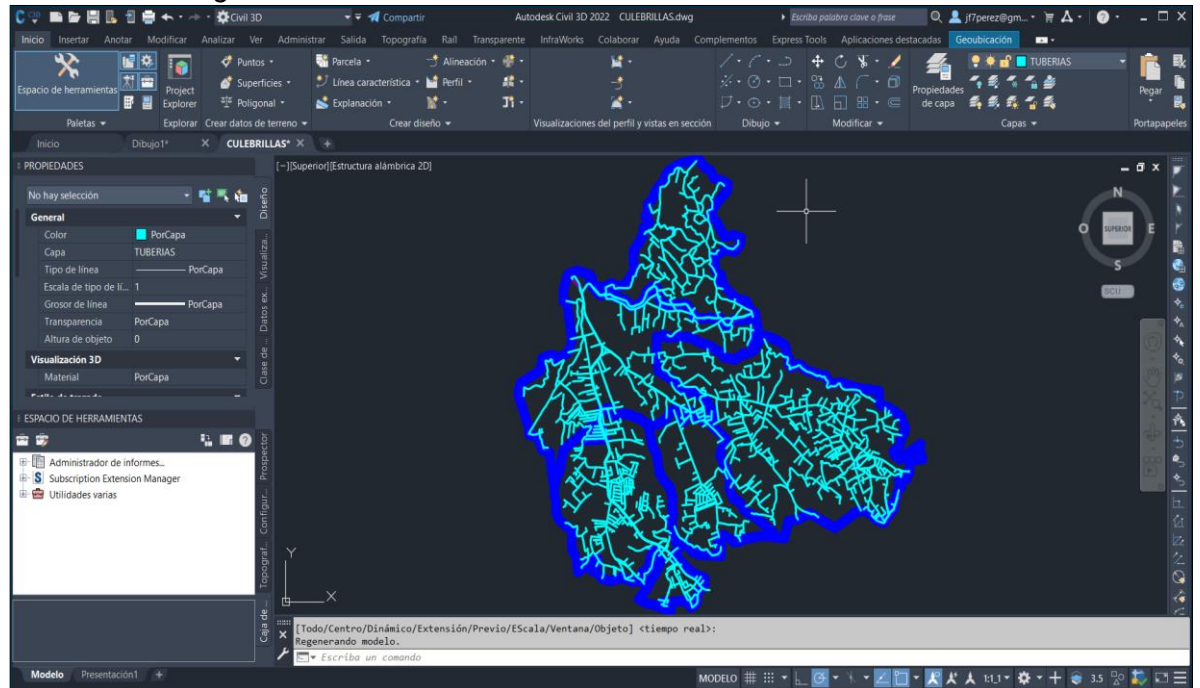 Civil 3D
Compartir
Autodesk Civil 3D 2022 CULEBRILLAS.dwg
Escriba palabra clave o frase
jf7perez@gm...
Inicio Insertar Anotar Modificar Analizar Ver Administrar Salida Topografía Raíl Transparente InfraWorks Colaborar Ayuda Complementos Express Tools Aplicaciones destacadas Geoubicación
Espacio de herramientas
Project Explorer
Puntos
Superficies
Poligonal
Parcela
Línea característica
Explanación
Alineación
Perfil
Propiedades de capa
TUBERIAS
Pegar
Paletas Explorar Crear datos de terreno Crear diseño Visualizaciones del perfil y vistas en sección Dibujo Modificar Capas Portapapeles
Inicio Dibujo1* CULEBRILLAS*
PROPIEDADES
[−][Superior][Estructura alámbrica 2D]
No hay selección
General
Color PorCapa
Capa TUBERIAS
Tipo de línea PorCapa
Escala de tipo de lí... 1
Grosor de línea PorCapa
Transparencia PorCapa
Altura de objeto 0
Visualización 3D
Material PorCapa
Diseño
Visualiza...
Datos ex...
Clase de ...
N
O SUPERIOR E
S
SCU
ESPACIO DE HERRAMIENTAS
Administrador de informes...
Subscription Extension Manager
Utilidades varias
Prospector
Configur...
Topograf...
Caja de ...
Y
X
[Todo/Centro/Dinámico/Extensión/Previo/EScala/Ventana/Objeto] <tiempo real>:
Regenerando modelo.
Escriba un comando
Modelo Presentación1 +
MODELO 1:1,1 3.5